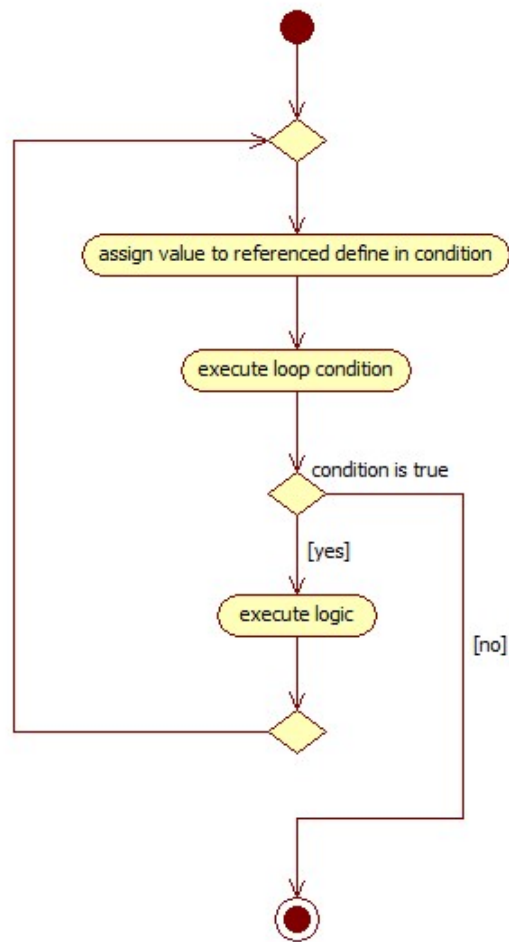 assign value to referenced define in condition
execute loop condition
condition is true
[yes]
execute logic
[no]